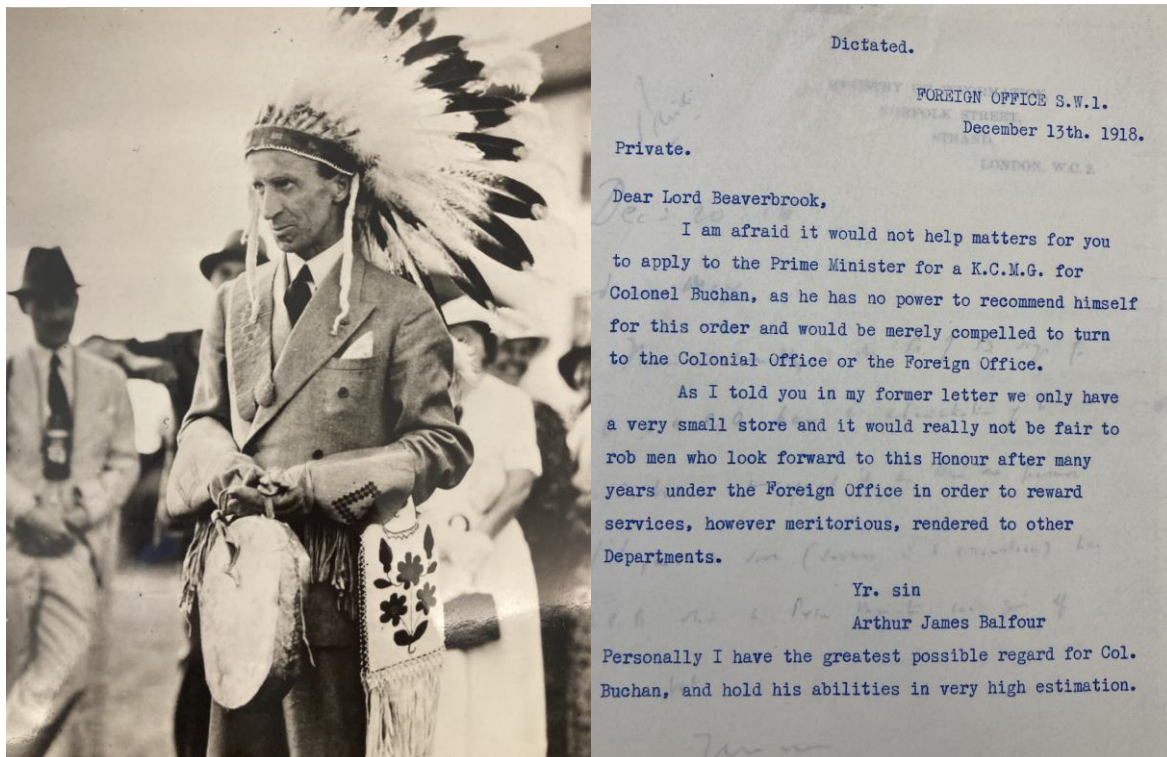 Dictated.
FOREIGN OFFICE S.W.1.
December 13th. 1918.
Private.
Dear Lord Beaverbrook,
I am afraid it would not help matters for you
to apply to the Prime Minister for a K.C.M.G. for
Colonel Buchan, as he has no power to recommend himself
for this order and would be merely compelled to turn
to the Colonial Office or the Foreign Office.
As I told you in my former letter we only have
a very small store and it would really not be fair to
rob men who look forward to this Honour after many
years under the Foreign Office in order to reward
services, however meritorious, rendered to other
Departments.
Yr. sin
Arthur James Balfour
Personally I have the greatest possible regard for Col.
Buchan, and hold his abilities in very high estimation.
NORFOLK STREET,
STRAND,
LONDON, W.C.2